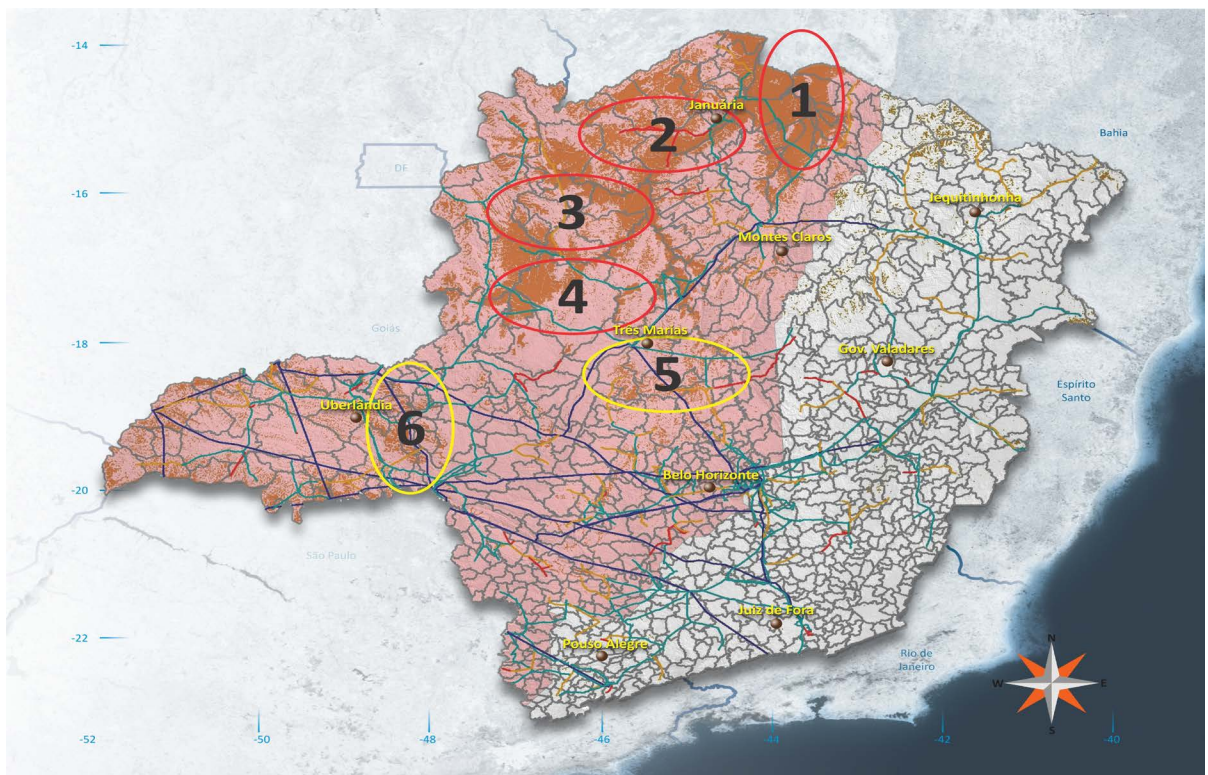 -14
1
Januária
2
Bahia
DF
-16
3
Jequitinhonha
Montes Claros
4
Goiás
Três Marias
-18
Gov. Valadares
5
Espírito
Santo
Uberlândia
6
Belo Horizonte
-20
São Paulo
Juiz de Fora
-22
Pouso Alegre
Rio de
Janeiro
N
W
E
S
-52
-50
-48
-46
-44
-42
-40